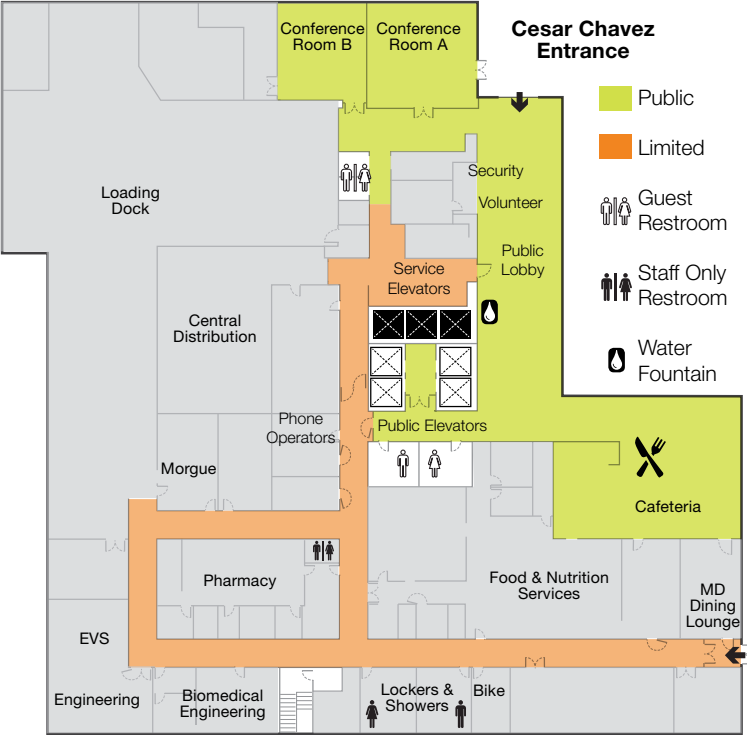 Conference
Room B
Conference
Room A
Cesar Chavez
Entrance
Public
Limited
Guest
Restroom
Staff Only
Restroom
Water
Fountain
Security
Volunteer
Public
Lobby
Loading
Dock
Service
Elevators
Central
Distribution
Phone
Operators
Public Elevators
Morgue
Cafeteria
Pharmacy
Food & Nutrition
Services
MD
Dining
Lounge
EVS
Engineering
Biomedical
Engineering
Lockers &
Showers
Bike